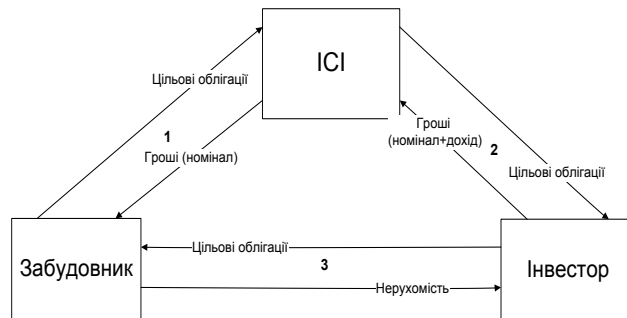 ІСІ
Цільові облігації
1
Гроші (номінал)
Гроші
(номінал+дохід)
2
Цільові облігації
Забудовник
Цільові облігації
3
Нерухомість
Інвестор